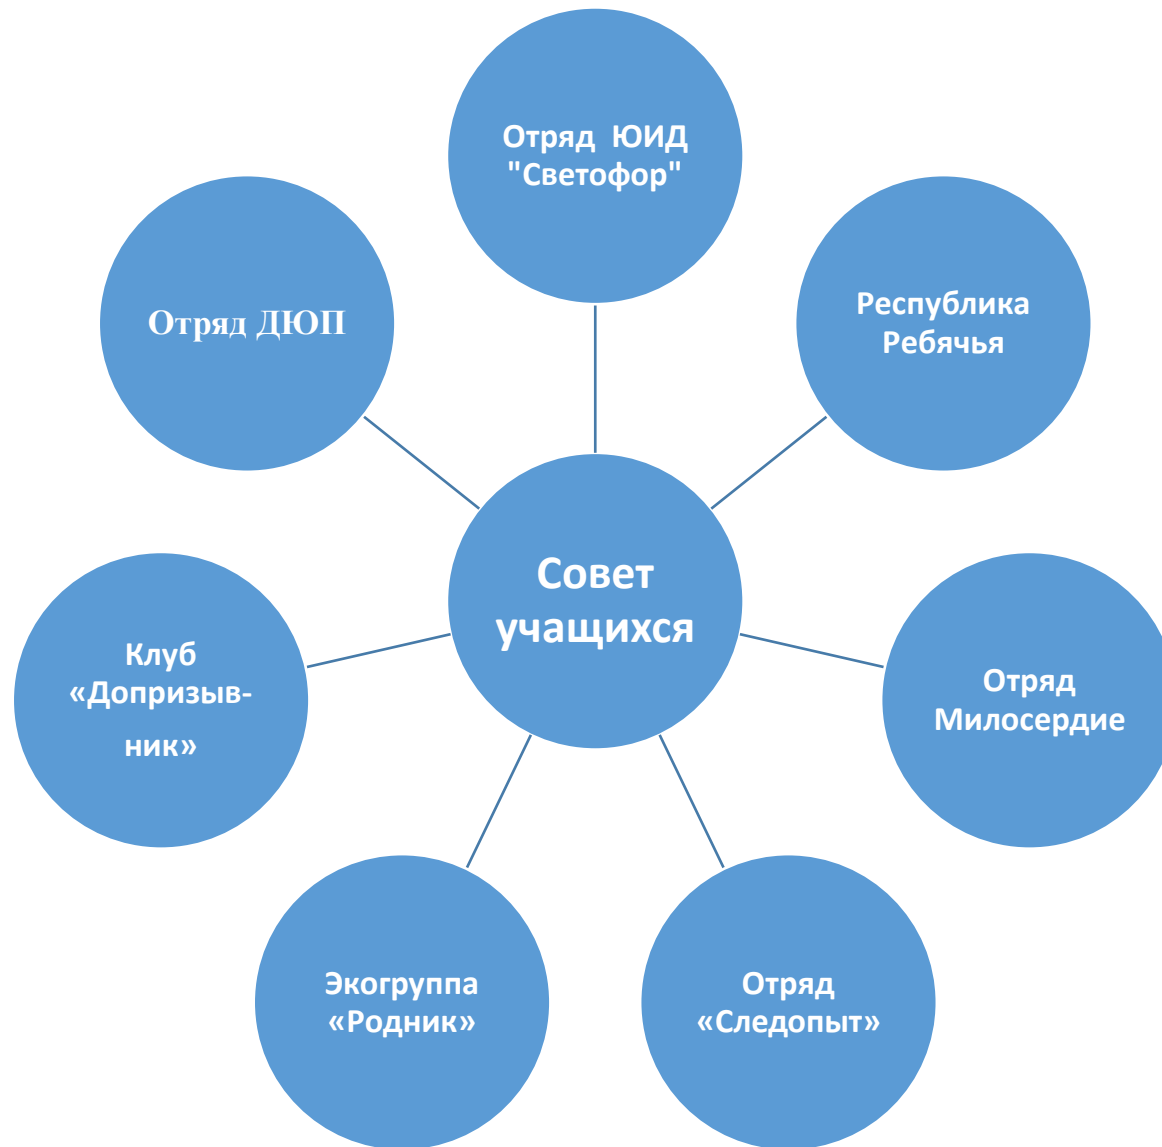 Отряд ЮИД
"Светофор"
Отряд ДЮП
Республика
Ребячья
Совет
учащихся
Клуб
«Допризыв-
ник»
Отряд
Милосердие
Экогруппа
«Родник»
Отряд
«Следопыт»